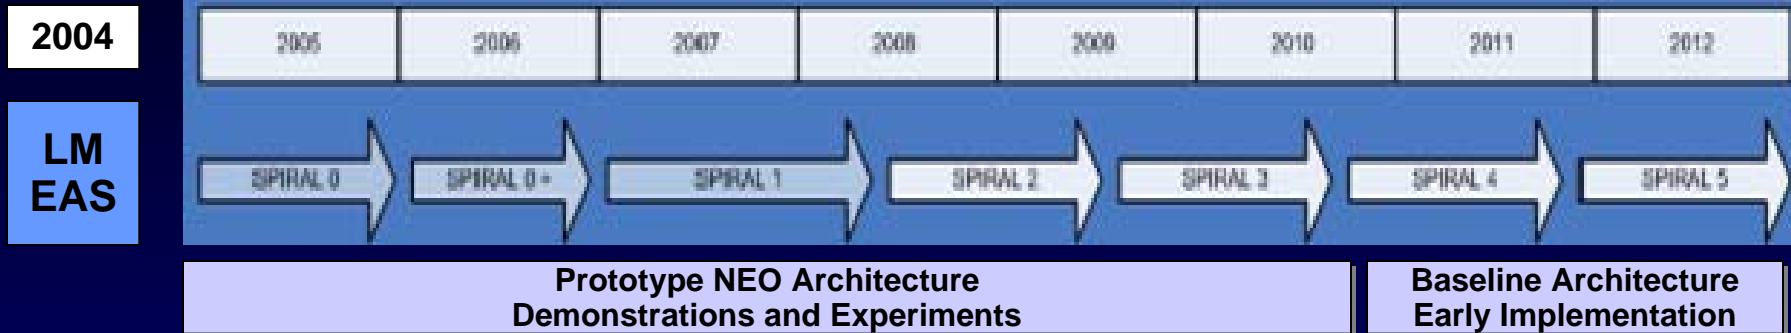 2004 2005 2006 2007 2008 2009 2010 2011 2012
LM
EAS
SPIRAL 0 SPIRAL 0+ SPIRAL 1 SPIRAL 2 SPIRAL 3 SPIRAL 4 SPIRAL 5
Prototype NEO Architecture
Demonstrations and Experiments
Baseline Architecture
Early Implementation